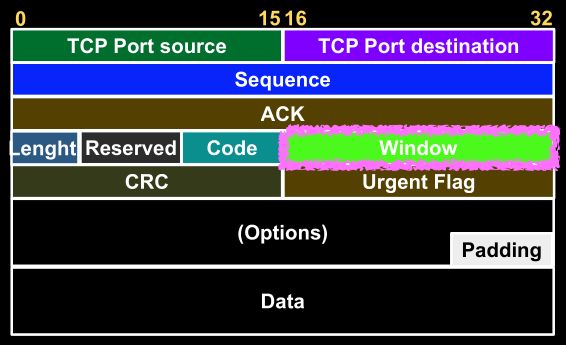 0 15 16 32
TCP Port source TCP Port destination
Sequence
ACK
Lenght Reserved Code Window
CRC Urgent Flag
(Options)
Padding
Data